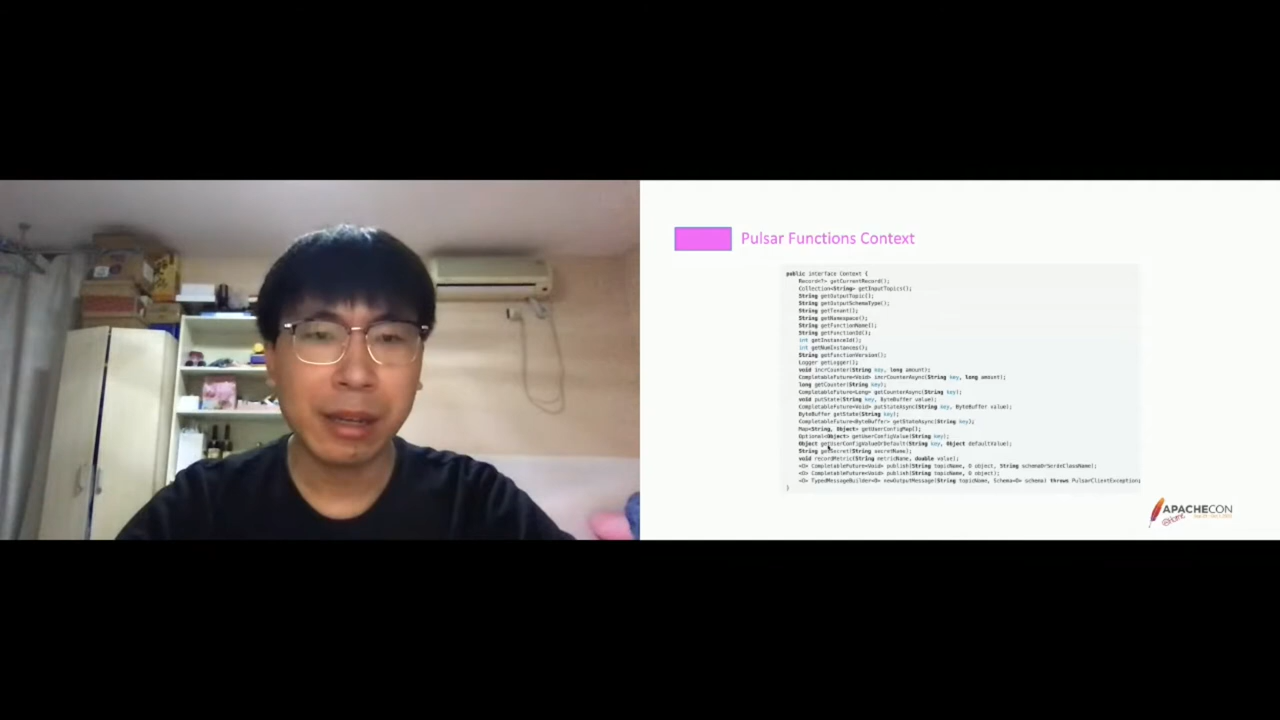 Pulsar Functions Context
public interface Context {
Record<?> getCurrentRecord();
Collection<String> getInputTopics();
String getOutputTopic();
String getOutputSchemaType();
String getTenant();
String getNamespace();
String getFunctionName();
String getFunctionId();
int getInstanceId();
int getNumInstances();
String getFunctionVersion();
Logger getLogger();
void incrCounter(String key, long amount);
CompletableFuture<Void> incrCounterAsync(String key, long amount);
long getCounter(String key);
CompletableFuture<Long> getCounterAsync(String key);
void putState(String key, ByteBuffer value);
CompletableFuture<Void> putStateAsync(String key, ByteBuffer value);
ByteBuffer getState(String key);
CompletableFuture<ByteBuffer> getStateAsync(String key);
Map<String, Object> getUserConfigMap();
Optional<Object> getUserConfigValue(String key);
Object getUserConfigValueOrDefault(String key, Object defaultValue);
String getSecret(String secretName);
void recordMetric(String metricName, double value);
<O> CompletableFuture<Void> publish(String topicName, O object, String schemaOrSerdeClassName);
<O> CompletableFuture<Void> publish(String topicName, O object);
<O> TypedMessageBuilder<O> newOutputMessage(String topicName, Schema<O> schema) throws PulsarClientException;
}
APACHECON
@Home